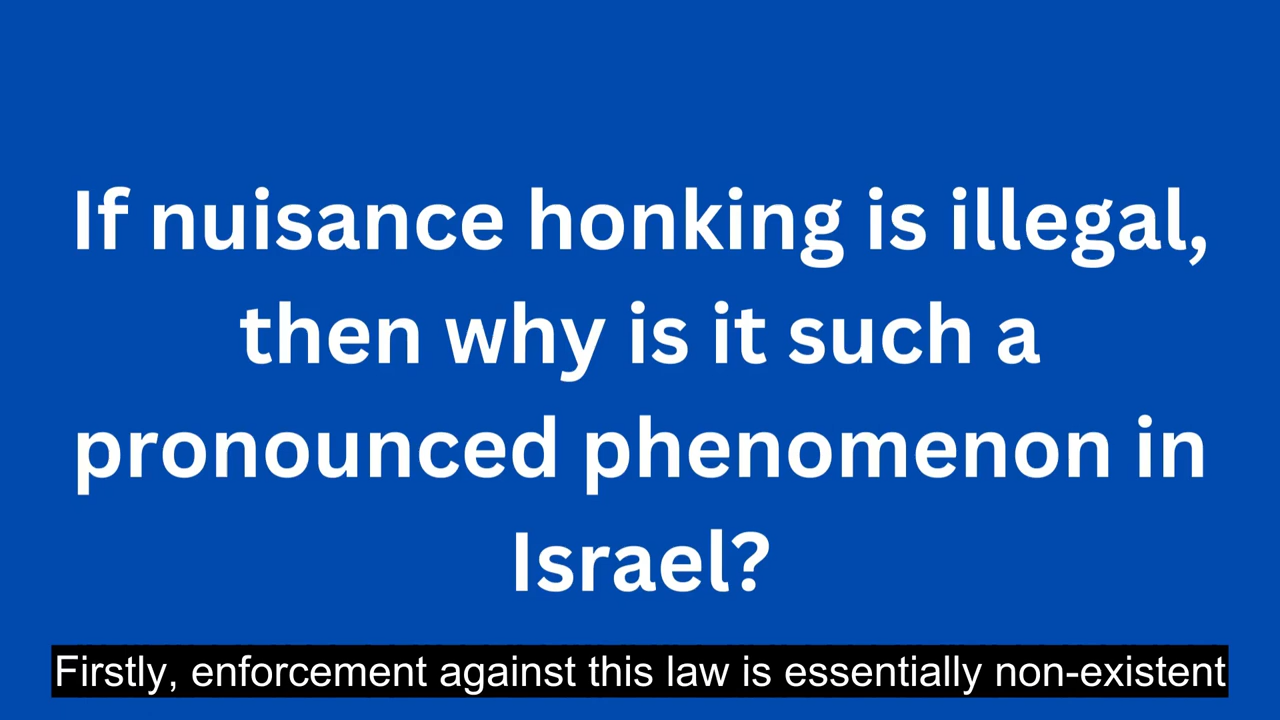 If nuisance honking is illegal,
then why is it such a
pronounced phenomenon in
Israel?
Firstly, enforcement against this law is essentially non-existent